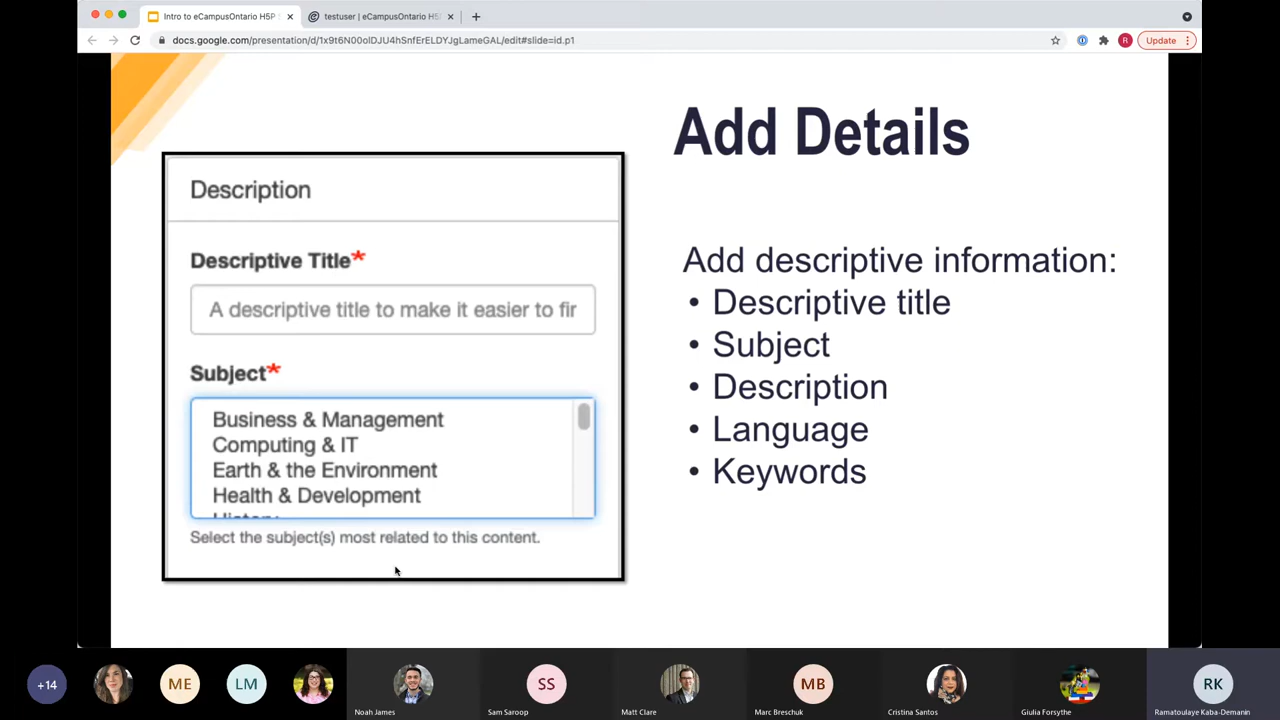 Intro to eCampusOntario H5P
testuser | eCampusOntario H5P
docs.google.com/presentation/d/1x9t6N00olDJU4hSnfErELDYJgLameGAL/edit#slide=id.p1
R
Update
Add Details
Description
Descriptive Title*
A descriptive title to make it easier to fir
Subject*
Business & Management
Computing & IT
Earth & the Environment
Health & Development
History
Select the subject(s) most related to this content.
Add descriptive information:
• Descriptive title
• Subject
• Description
• Language
• Keywords
+14
ME
LM
SS
MB
RK
Noah James
Sam Saroop
Matt Clare
Marc Breschuk
Cristina Santos
Giulia Forsythe
Ramatoulaye Kaba-Demanin